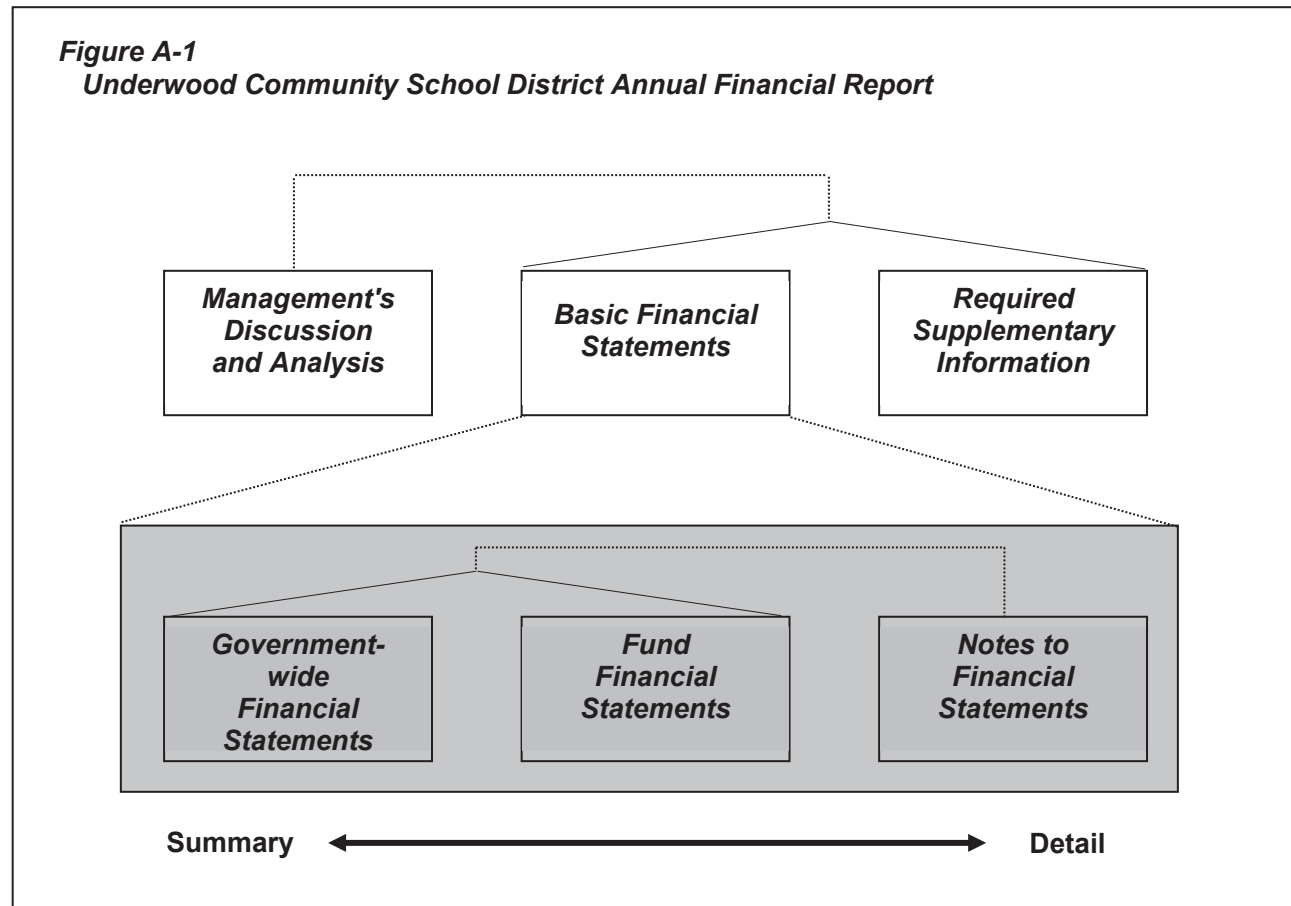 Figure A-1
Underwood Community School District Annual Financial Report
Management's
Discussion
and Analysis
Basic Financial
Statements
Required
Supplementary
Information
Government-
wide
Financial
Statements
Fund
Financial
Statements
Notes to
Financial
Statements
Summary
Detail